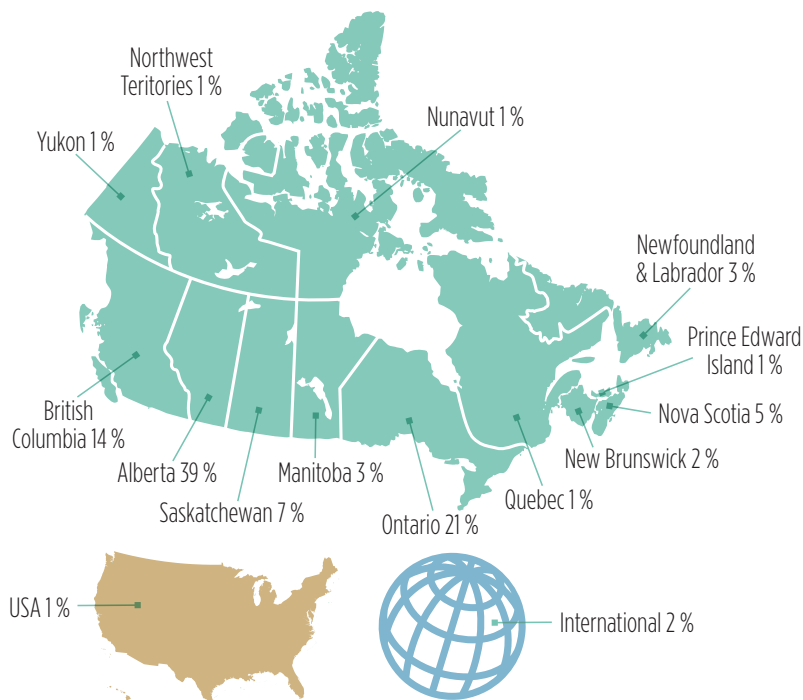 Northwest
Teritories 1 %
Nunavut 1 %
Yukon 1 %
Newfoundland
& Labrador 3 %
Prince Edward
Island 1 %
British
Columbia 14 %
Nova Scotia 5 %
New Brunswick 2 %
Alberta 39 %
Manitoba 3 %
Quebec 1 %
Saskatchewan 7 %
Ontario 21 %
USA 1 %
International 2 %